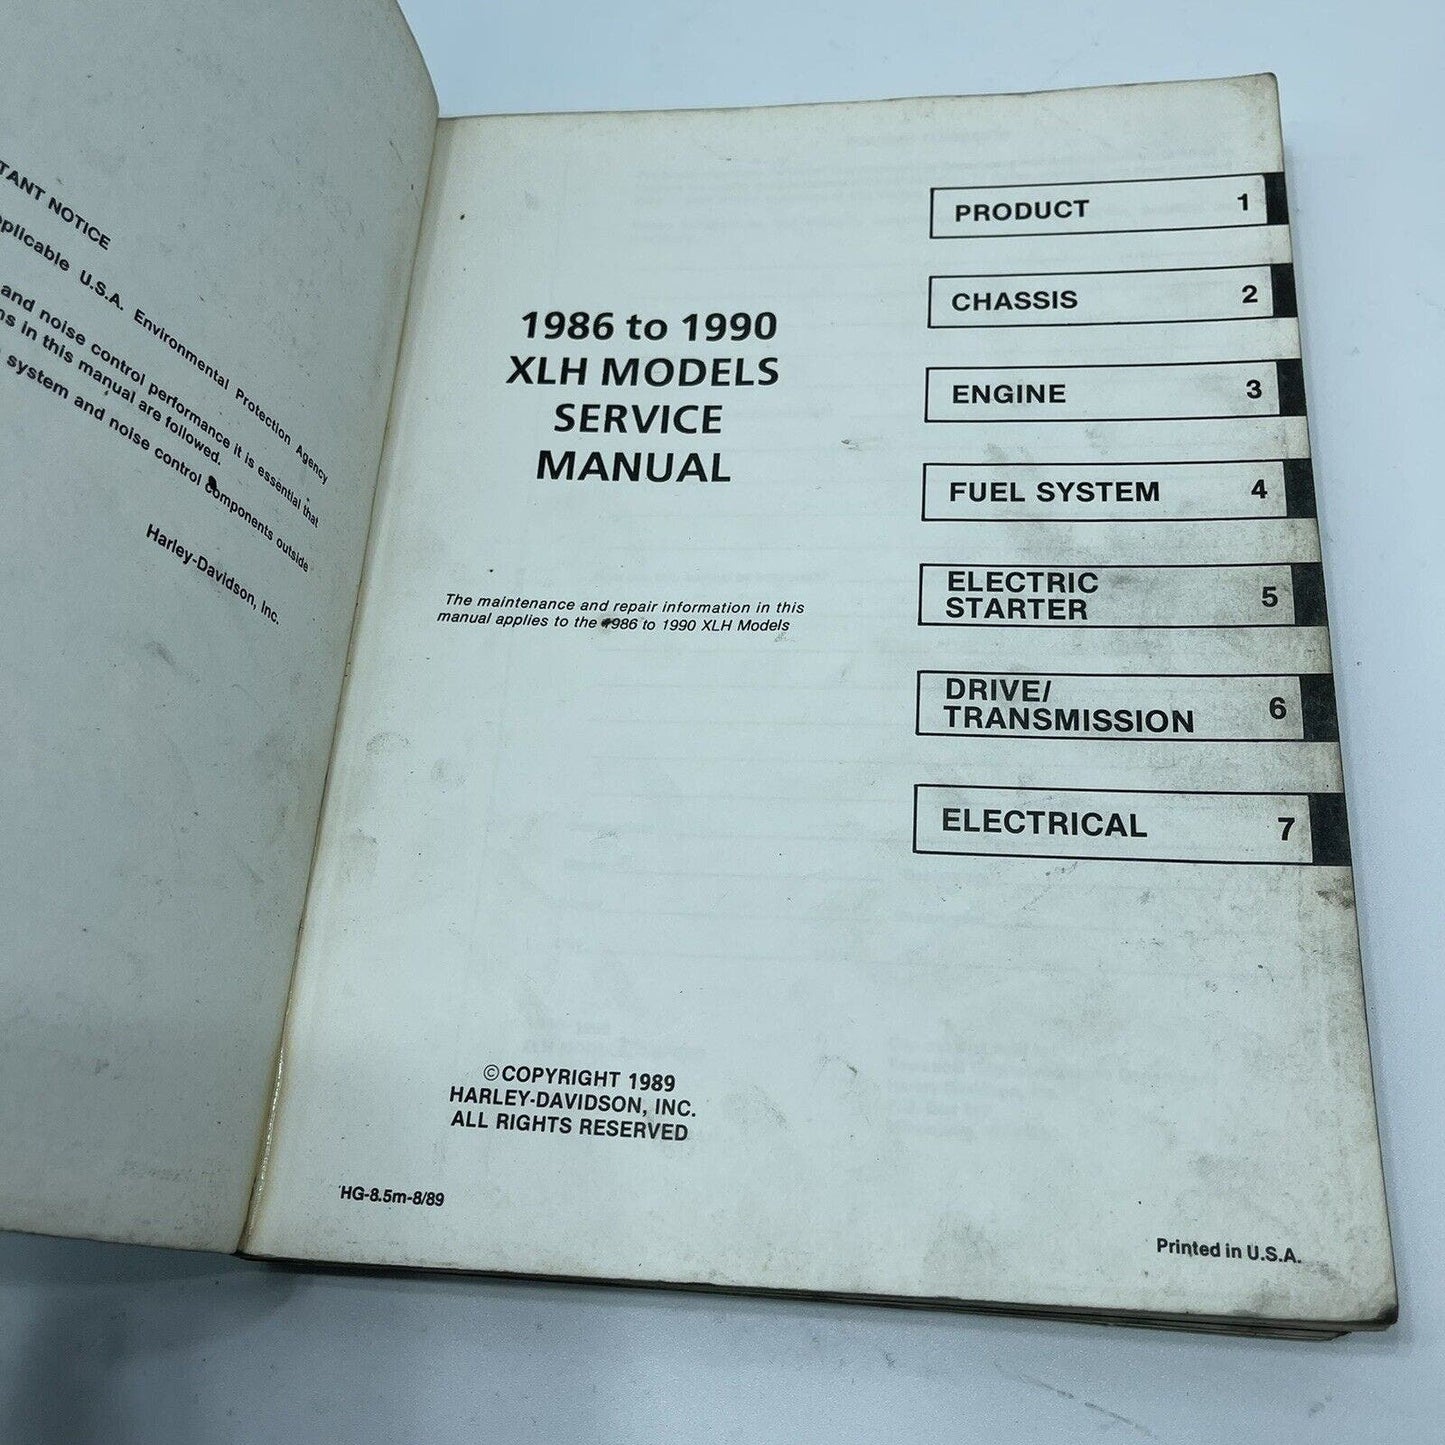 TANT NOTICE
applicable U.S.A. Environmental Protection Agency
and noise control performance it is essential that
in this manual are followed.
system and noise control components outside
Harley-Davidson, Inc.
1986 to 1990
XLH MODELS
SERVICE
MANUAL
The maintenance and repair information in this
manual applies to the 1986 to 1990 XLH Models
PRODUCT 1
CHASSIS 2
ENGINE 3
FUEL SYSTEM 4
ELECTRIC
STARTER 5
DRIVE/
TRANSMISSION 6
ELECTRICAL 7
©COPYRIGHT 1989
HARLEY-DAVIDSON, INC.
ALL RIGHTS RESERVED
HG-8.5m-8/89
Printed in U.S.A.